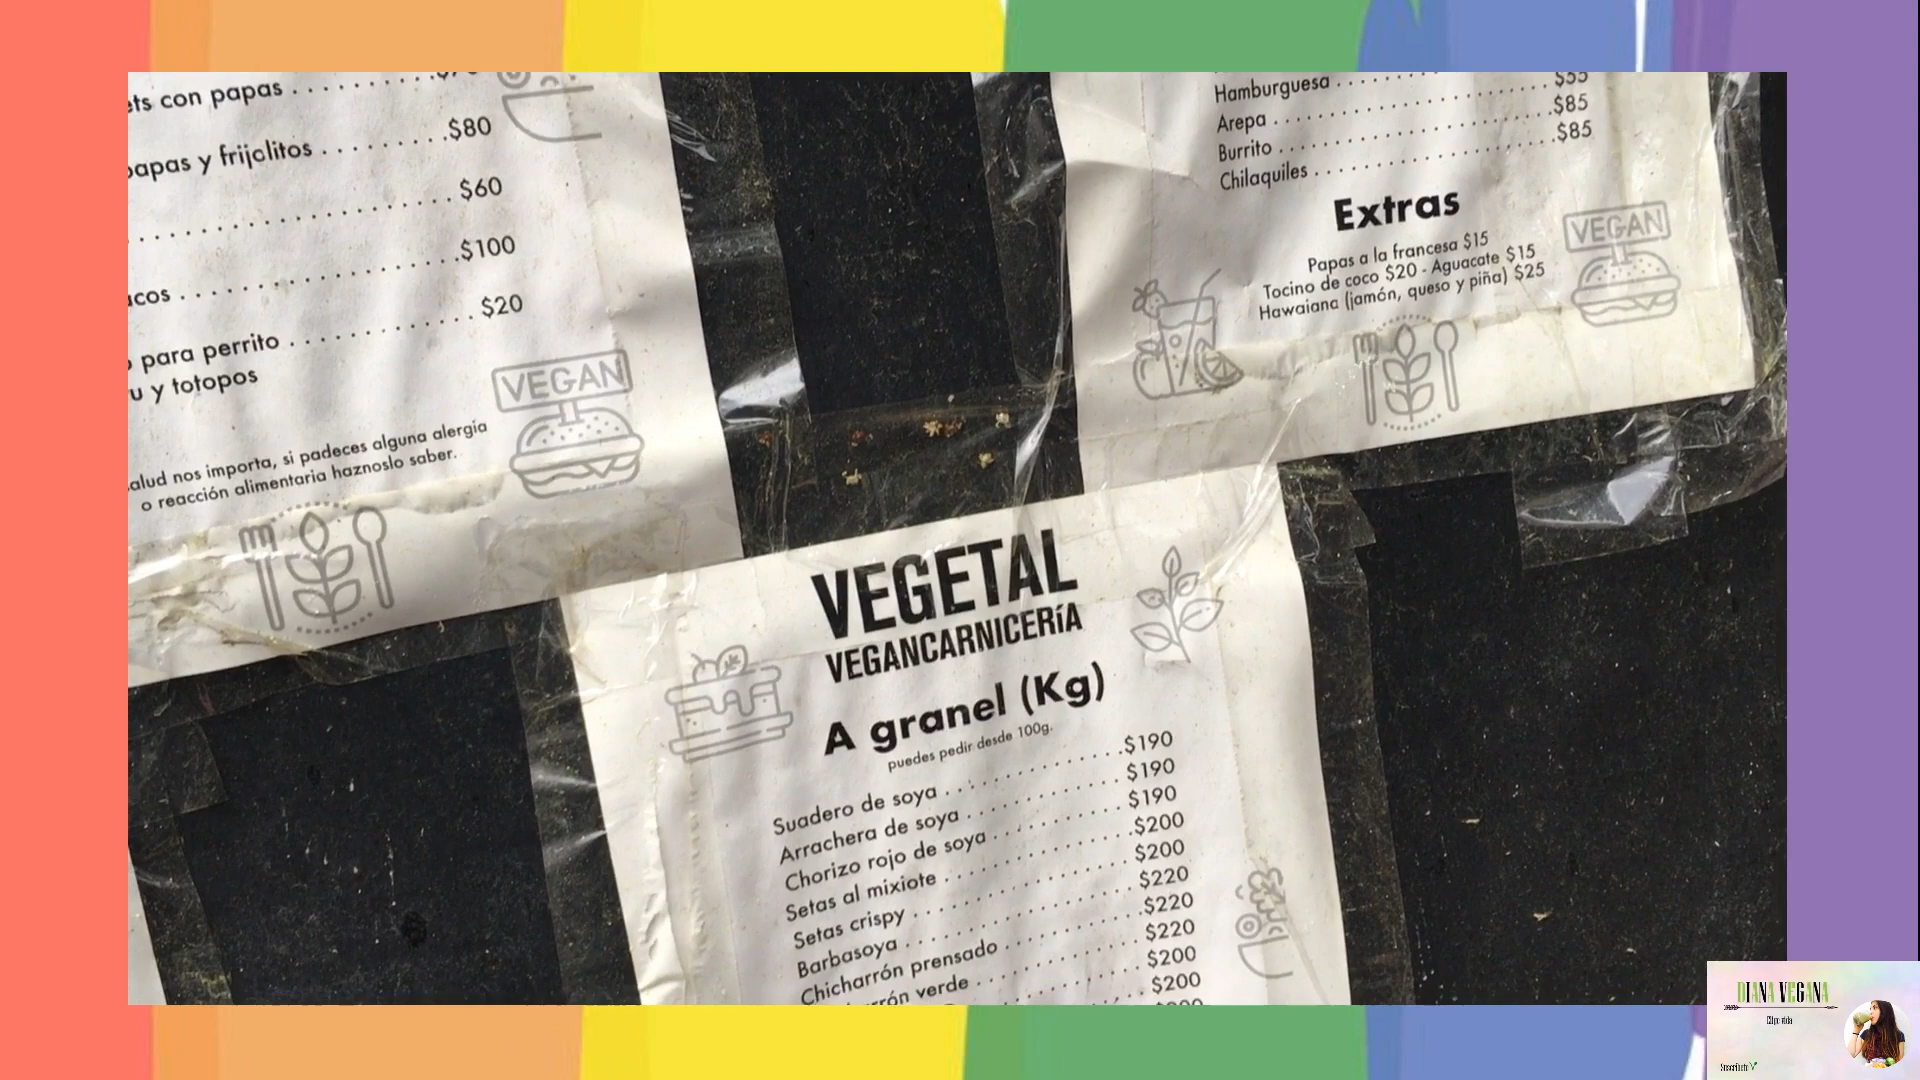 con papas
$80
papas y frijolitos
$60
$100
$20
para perrito
y totopos
VEGAN
nos importa, si padeces alguna alergia
o reacción alimentaria haznoslo saber.
Hamburguesa $55
Arepa $85
Burrito $85
Chilaquiles
Extras
Papas a la francesa $15
Tocino de coco $20 - Aguacate $15
Hawaiana (jamón, queso y piña) $25
VEGAN
VEGETAL
VEGANCARNICERÍA
A granel (Kg)
puedes pedir desde 100g.
Suadero de soya $190
Arrachera de soya $190
Chorizo rojo de soya $190
Setas al mixiote $200
Setas crispy $200
Barbasoya $220
Chicharrón prensado $220
verde $220
$200
$200
DIANA VEGANA
Suscríbete